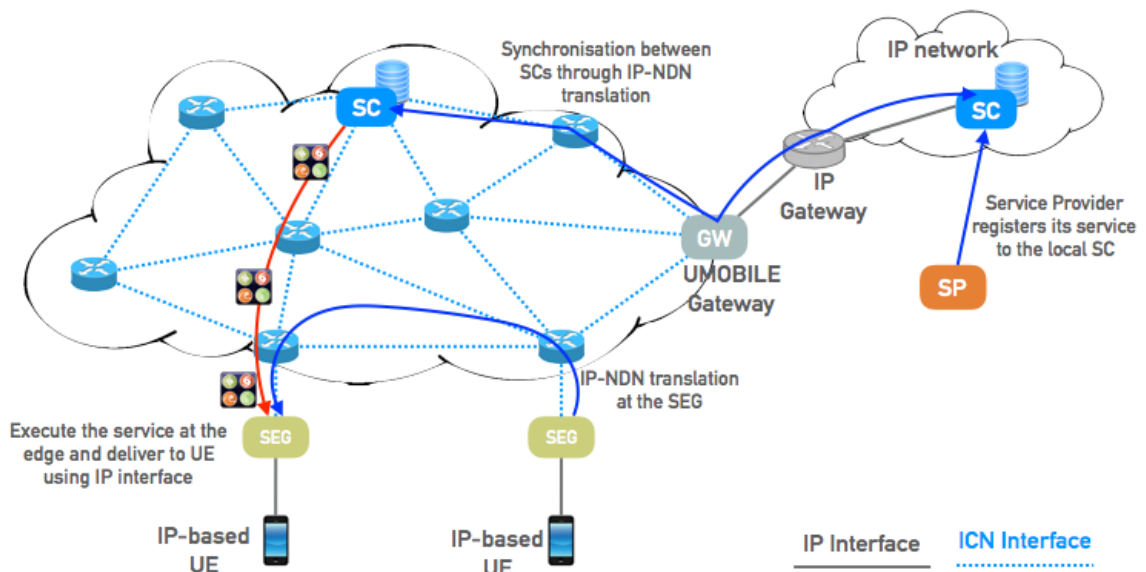 Synchronisation between
SCs through IP-NDN
translation
IP network
SC
SC
IP
Gateway
Service Provider
registers its service
to the local SC
GW
UMOBILE
Gateway
SP
IP-NDN translation
at the SEG
Execute the service at the
edge and deliver to UE
using IP interface
SEG
SEG
IP-based
UE
IP-based
UE
IP Interface
ICN Interface